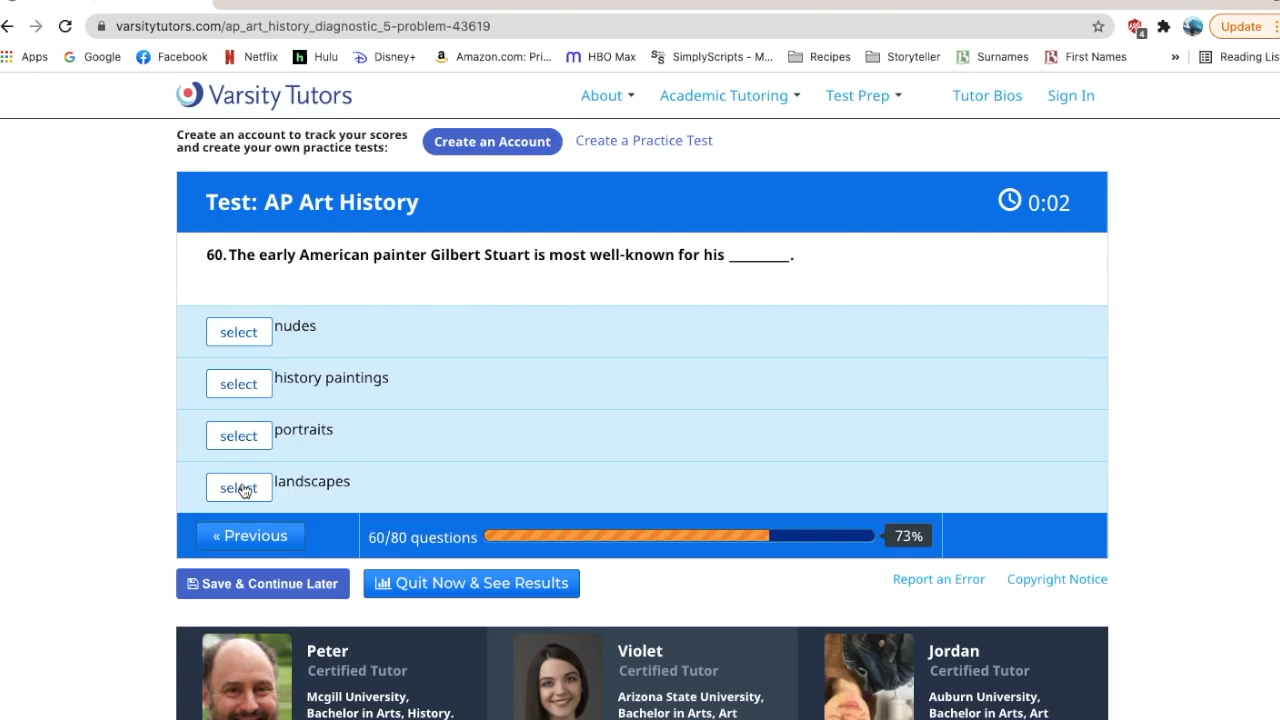 varsitytutors.com/ap_art_history_diagnostic_5-problem-43619
4
Update
Apps Google Facebook Netflix Hulu Disney+ Amazon.com: Pri... HBO Max SimplyScripts - M... Recipes Storyteller Surnames First Names » Reading Lis
Varsity Tutors
About Academic Tutoring Test Prep Tutor Bios Sign In
Create an account to track your scores
and create your own practice tests:
Create an Account
Create a Practice Test
Test: AP Art History
0:02
60. The early American painter Gilbert Stuart is most well-known for his _________.
select nudes
select history paintings
select portraits
select landscapes
« Previous
60/80 questions
73%
Save & Continue Later
Quit Now & See Results
Report an Error
Copyright Notice
Peter
Certified Tutor
Mcgill University,
Bachelor in Arts, History.
Violet
Certified Tutor
Arizona State University,
Bachelor in Arts, Art
Jordan
Certified Tutor
Auburn University,
Bachelor in Arts, Art